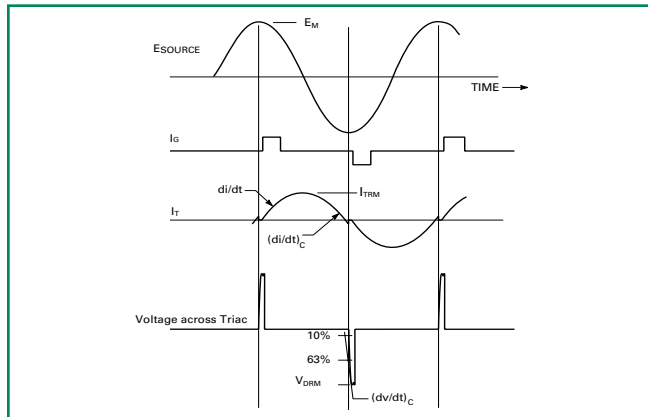 EM
ESOURCE
TIME
IG
di/dt
ITRM
IT
(di/dt)C
Voltage across Triac
10%
63%
VDRM
(dv/dt)C